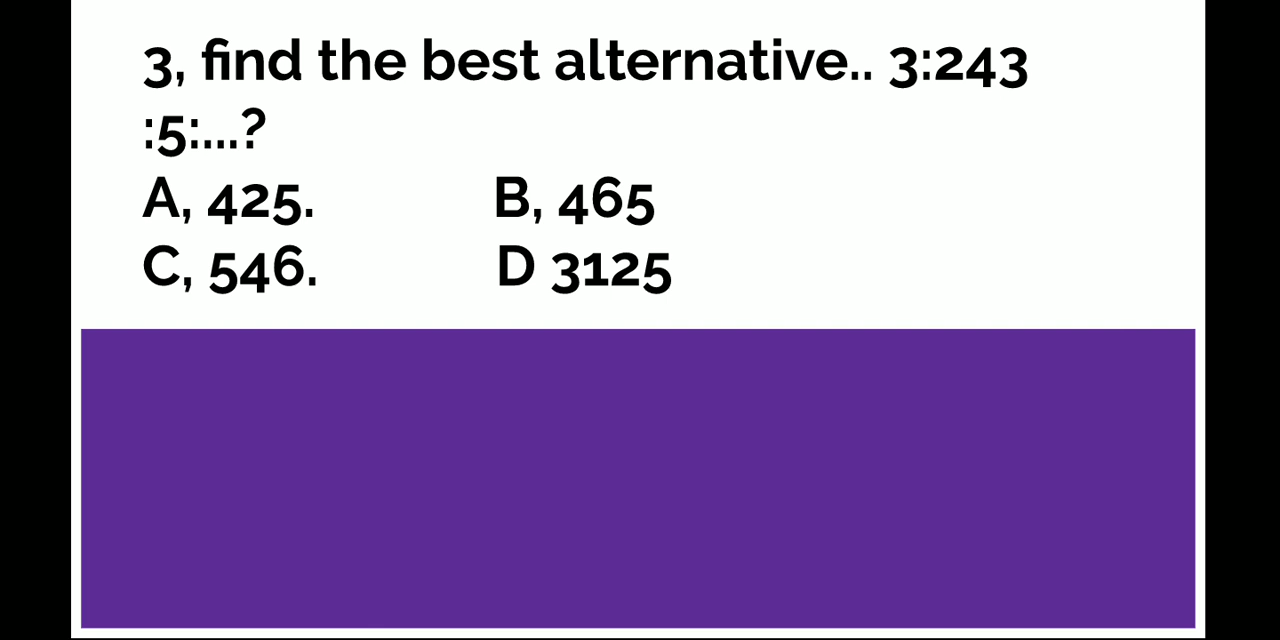 3, find the best alternative.. 3:243
:5:...?
A, 425. B, 465
C, 546. D 3125